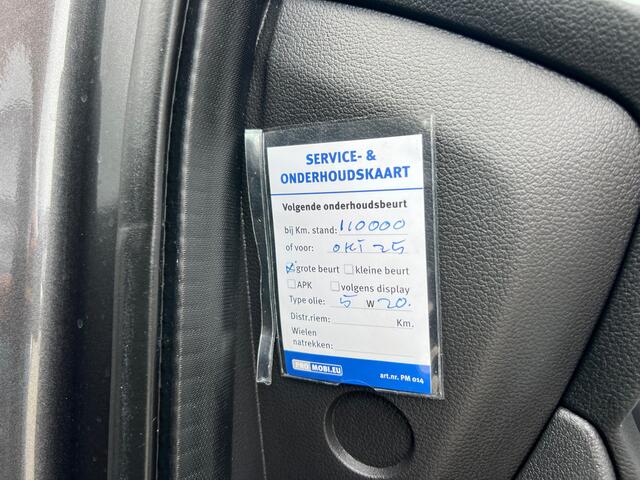 SERVICE- &
ONDERHOUDSKAART
Volgende onderhoudsbeurt
bij Km. stand: 110000
of voor: OKT 25
grote beurt kleine beurt
APK volgens display
Type olie: 5 W 20.
Distr.riem: Km.
Wielen
natrekken:
PRO MOBI.EU art.nr. PM 014